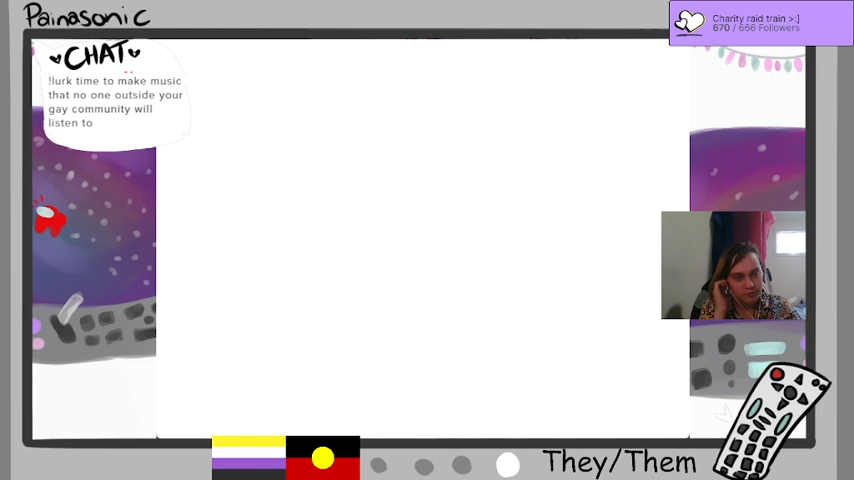 Painasonic
Charity raid train >:]
670 / 666 Followers
CHAT
!lurk time to make music
that no one outside your
gay community will
listen to
They/Them